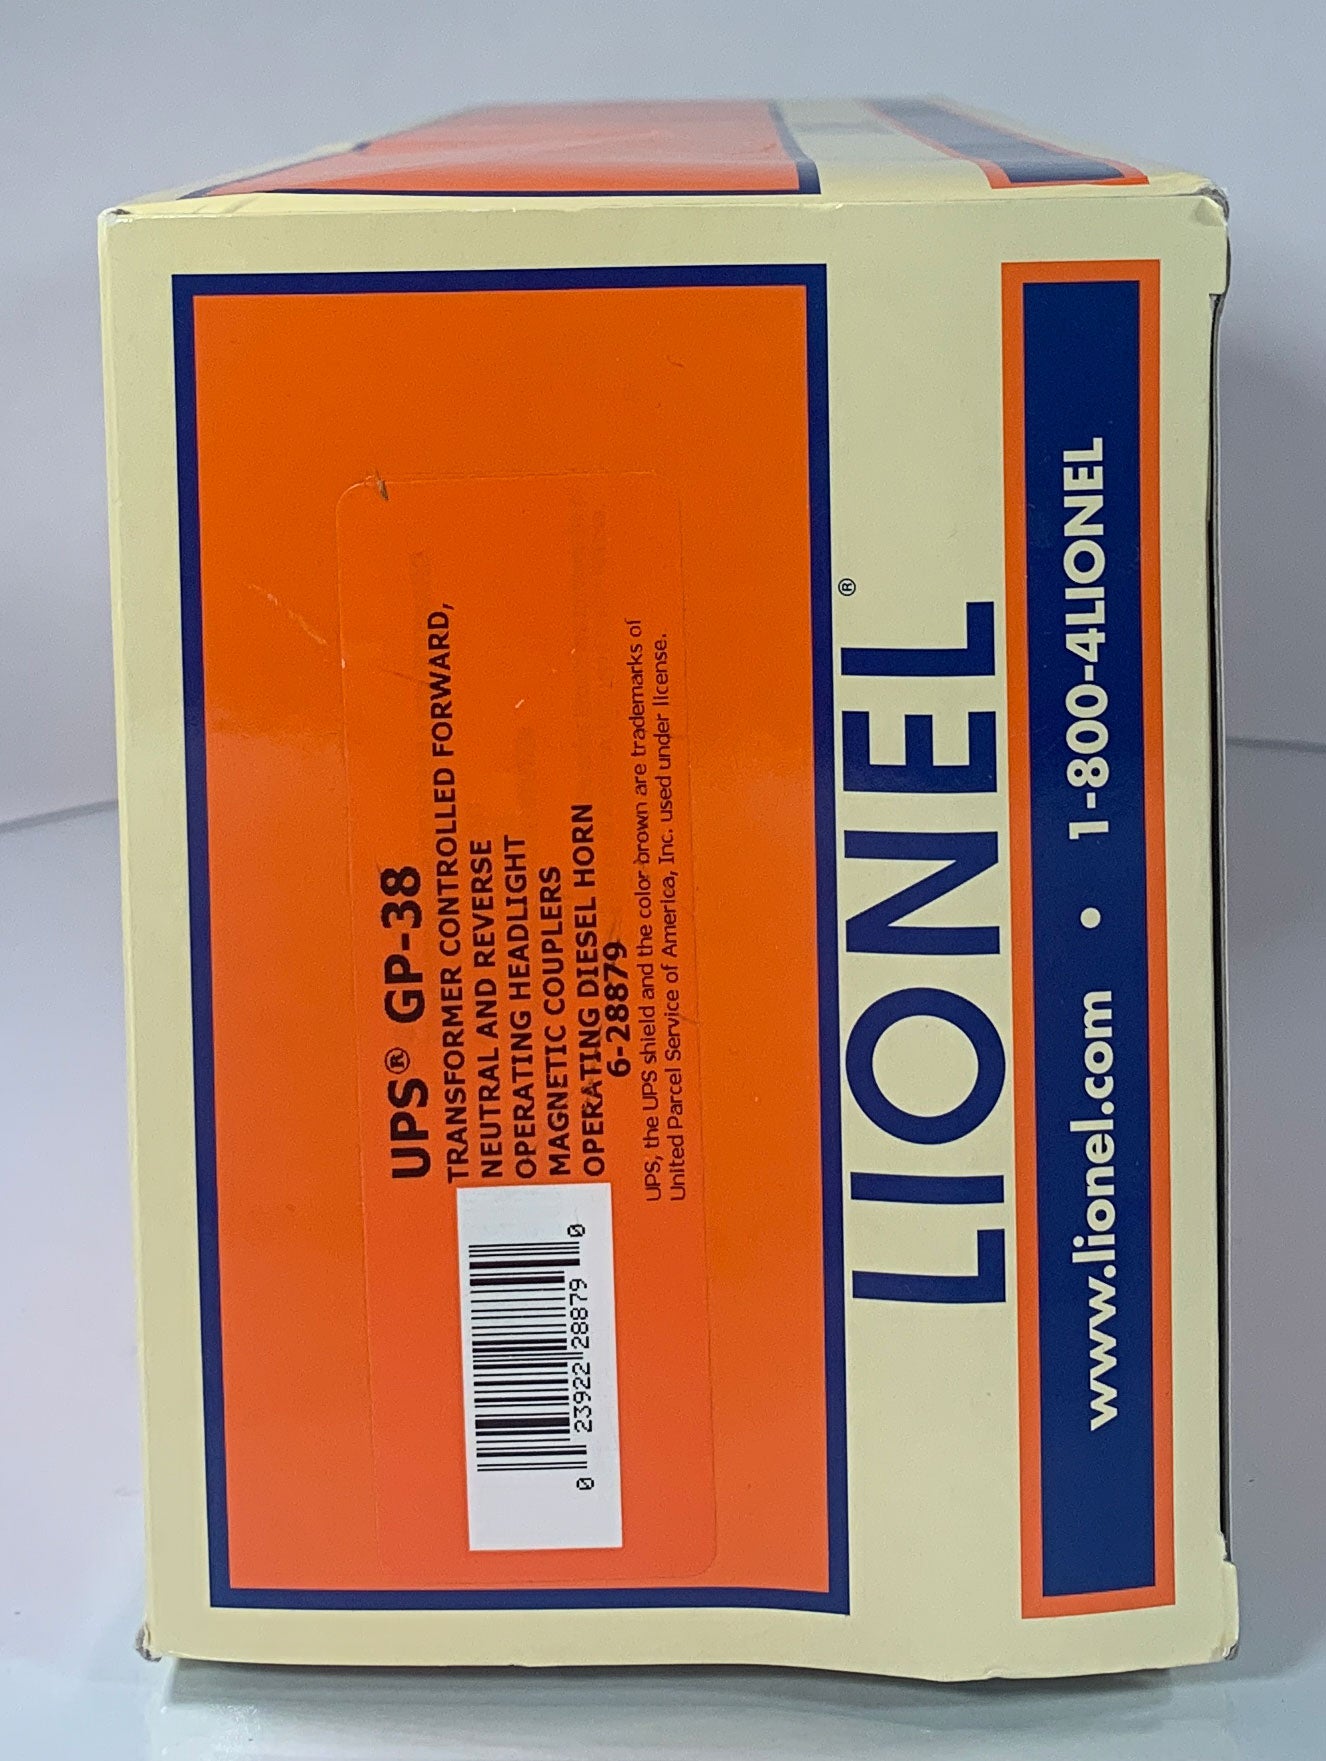 UPS® GP-38
TRANSFORMER CONTROLLED FORWARD,
NEUTRAL AND REVERSE
OPERATING HEADLIGHT
MAGNETIC COUPLERS
OPERATING DIESEL HORN
6-28879
UPS, the UPS shield and the color brown are trademarks of
United Parcel Service of America, Inc. used under license.
0 23922 28879 0
LIONEL®
www.lionel.com • 1-800-4LIONEL